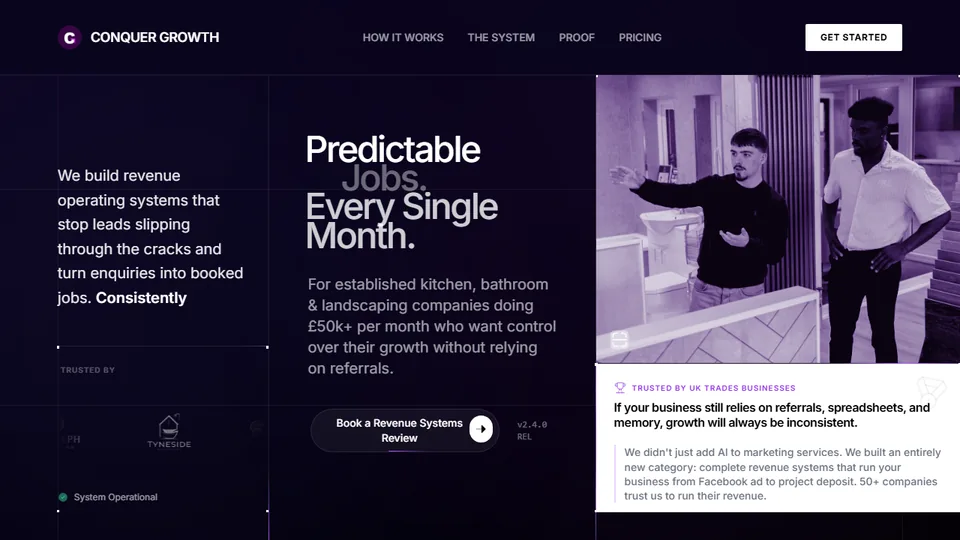 C CONQUER GROWTH
HOW IT WORKS
THE SYSTEM
PROOF
PRICING
GET STARTED
We build revenue
operating systems that
stop leads slipping
through the cracks and
turn enquiries into booked
jobs. Consistently
TRUSTED BY
PH
TYNESIDE
System Operational
Predictable
Jobs.
Every Single
Month.
For established kitchen, bathroom
& landscaping companies doing
£50k+ per month who want control
over their growth without relying
on referrals.
Book a Revenue Systems
Review
v2.4.0
REL
TRUSTED BY UK TRADES BUSINESSES
If your business still relies on referrals, spreadsheets, and
memory, growth will always be inconsistent.
We didn't just add AI to marketing services. We built an entirely
new category: complete revenue systems that run your
business from Facebook ad to project deposit. 50+ companies
trust us to run their revenue.